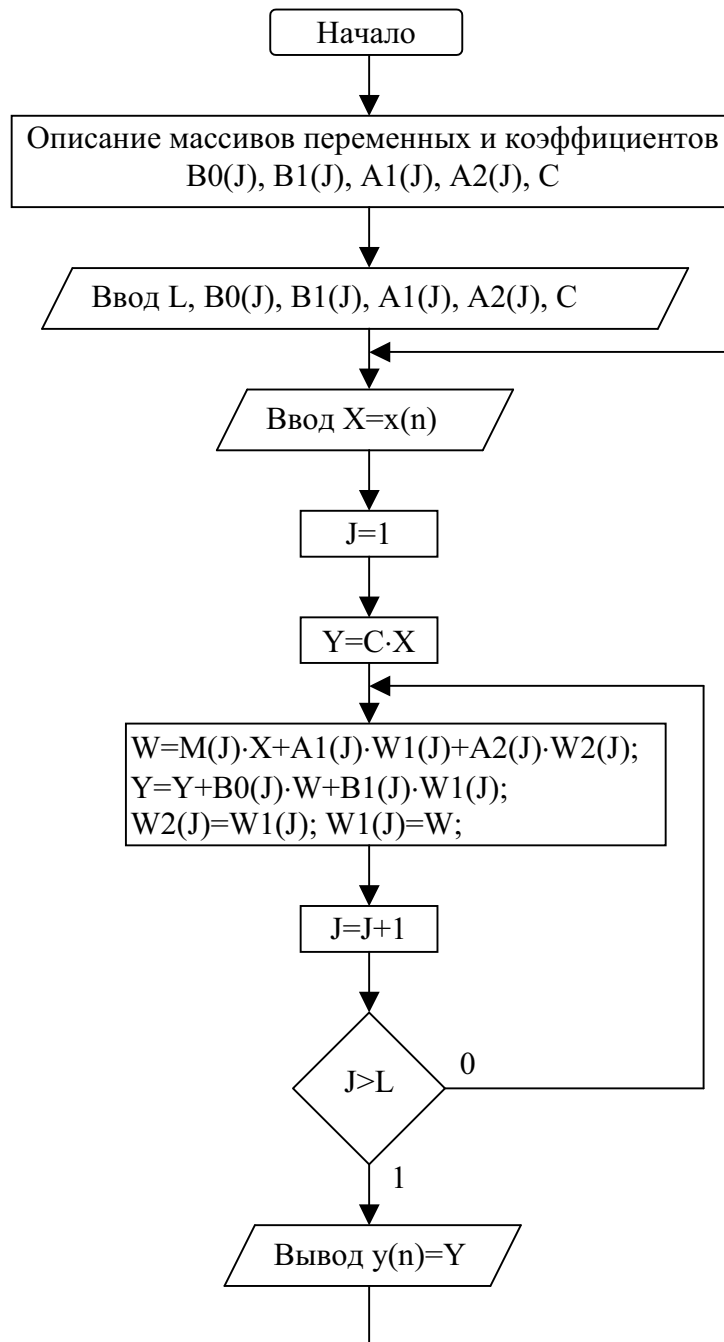 Начало
Описание массивов переменных и коэффициентов
B0(J), B1(J), A1(J), A2(J), C
Ввод L, B0(J), B1(J), A1(J), A2(J), C
Ввод X=x(n)
J=1
Y=C·X
W=M(J)·X+A1(J)·W1(J)+A2(J)·W2(J);
Y=Y+B0(J)·W+B1(J)·W1(J);
W2(J)=W1(J); W1(J)=W;
J=J+1
J>L
0
1
Вывод y(n)=Y